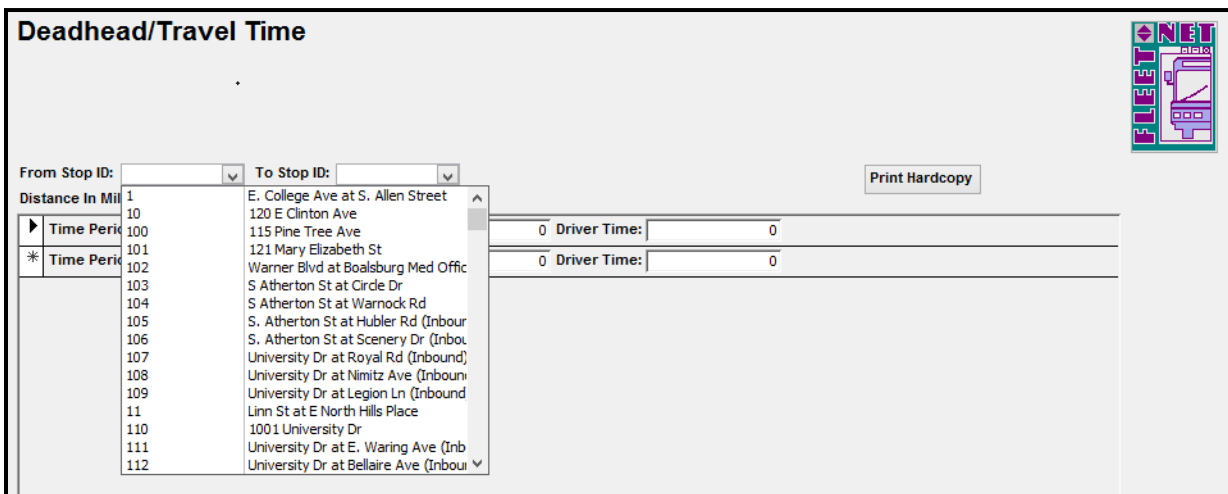 Deadhead/Travel Time
FLEET NET
From Stop ID: To Stop ID:
Print Hardcopy
Distance In Mil
Time Perio 0 Driver Time: 0
Time Perio 0 Driver Time: 0
1 E. College Ave at S. Allen Street
10 120 E Clinton Ave
100 115 Pine Tree Ave
101 121 Mary Elizabeth St
102 Warner Blvd at Boalsburg Med Offic
103 S Atherton St at Circle Dr
104 S Atherton St at Warnock Rd
105 S. Atherton St at Hubler Rd (Inbour
106 S. Atherton St at Scenery Dr (Inbou
107 University Dr at Royal Rd (Inbound)
108 University Dr at Nimitz Ave (Inboun
109 University Dr at Legion Ln (Inbound
11 Linn St at E North Hills Place
110 1001 University Dr
111 University Dr at E. Waring Ave (Inb
112 University Dr at Bellaire Ave (Inbour